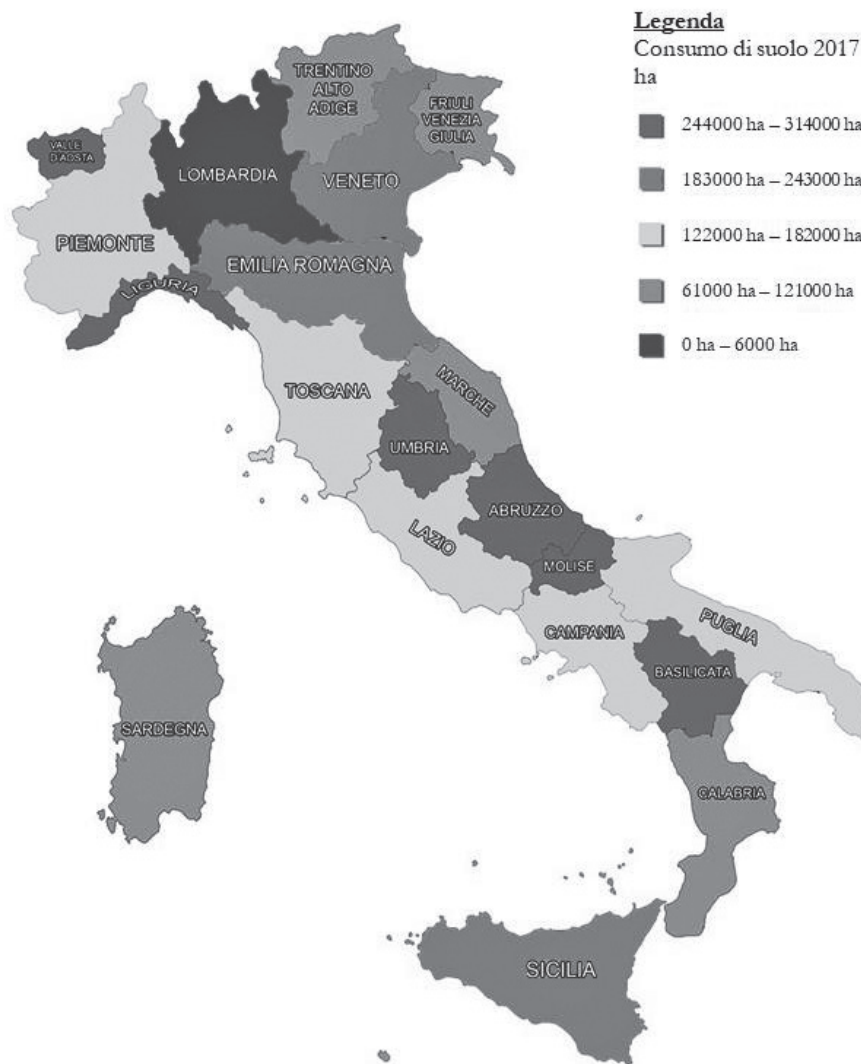 Legenda
Consumo di suolo 2017
ha
244000 ha – 314000 ha
183000 ha – 243000 ha
122000 ha – 182000 ha
61000 ha – 121000 ha
0 ha – 6000 ha
TRENTINO
ALTO
ADIGE
FRIULI
VENEZIA
GIULIA
VALLE
D'AOSTA
LOMBARDIA
VENETO
PIEMONTE
EMILIA ROMAGNA
LIGURIA
TOSCANA
MARCHE
UMBRIA
ABRUZZO
LAZIO
MOLISE
CAMPANIA
PUGLIA
BASILICATA
SARDEGNA
CALABRIA
SICILIA